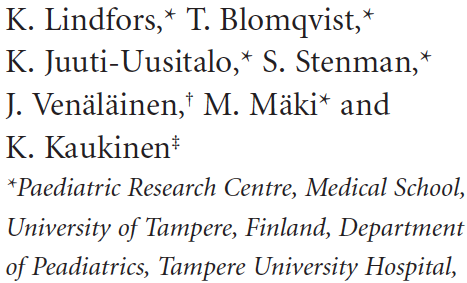 K. Lindfors,* T. Blomqvist,*
K. Juuti-Uusitalo,* S. Stenman,*
J. Venäläinen,† M. Mäki* and
K. Kaukinen‡
*Paediatric Research Centre, Medical School,
University of Tampere, Finland, Department
of Peadiatrics, Tampere University Hospital,